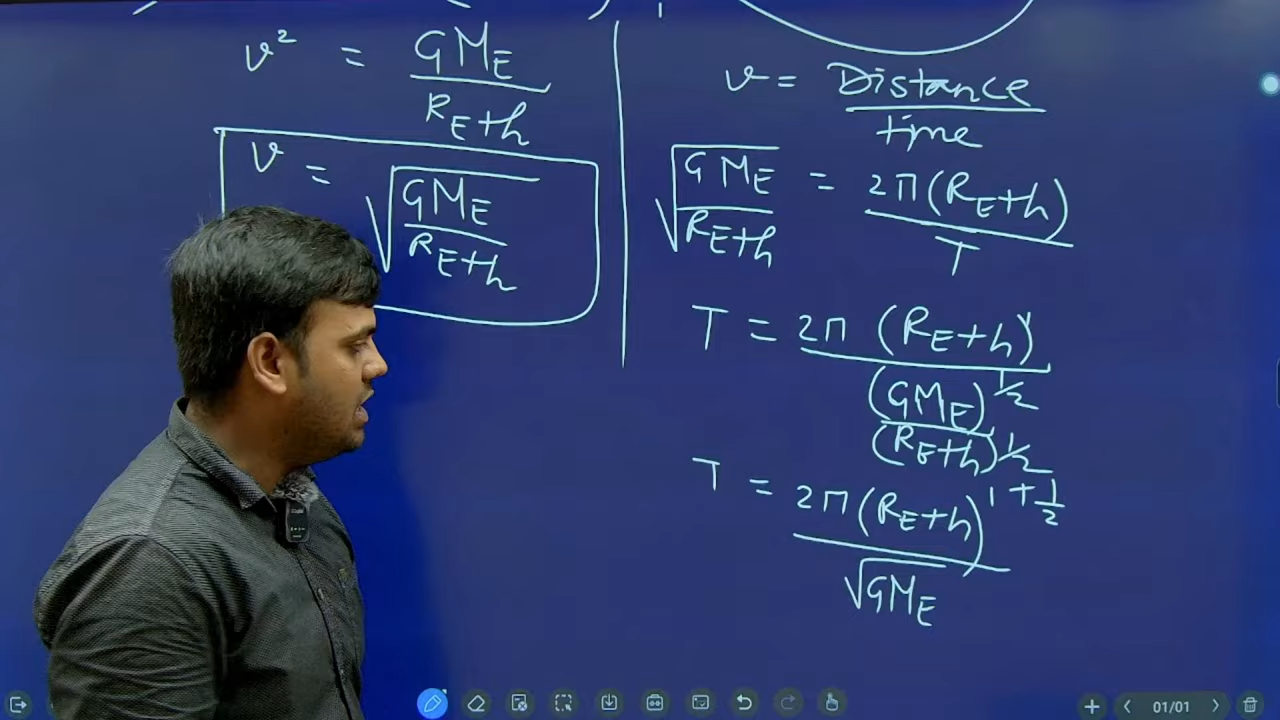 v² = GM_E / R_E+h
v = √(GM_E / R_E+h)
v = Distance / time
√(GM_E / R_E+h) = 2π(R_E+h) / T
T = 2π (R_E+h)¹ / ((GM_E)^1/2 / (R_E+h)^1/2)
T = 2π(R_E+h)^1+1/2 / √GM_E
01/01